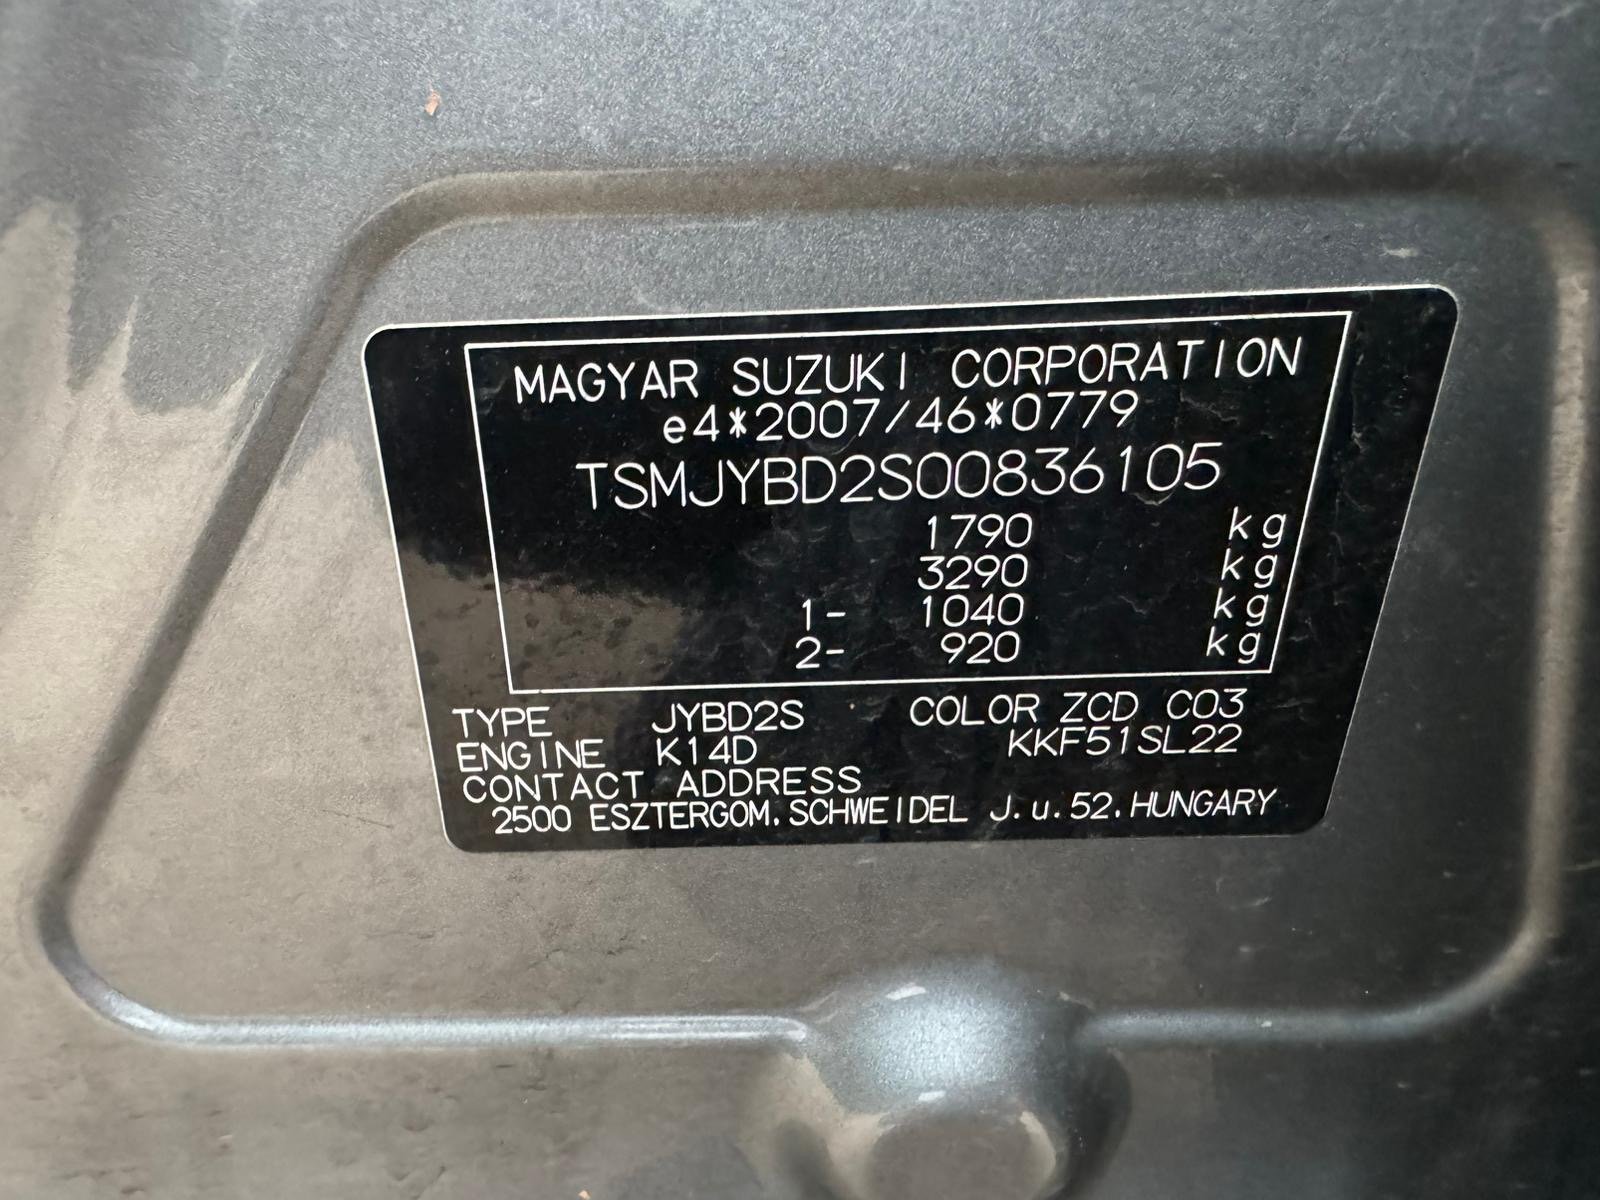 MAGYAR SUZUKI CORPORATION
e4*2007/46*0779
TSMJYBD2S00836105
1790 kg
3290 kg
1- 1040 kg
2- 920 kg
TYPE JYBD2S COLOR ZCD C03
ENGINE K14D KKF51SL22
CONTACT ADDRESS
2500 ESZTERGOM. SCHWEIDEL J. u. 52. HUNGARY